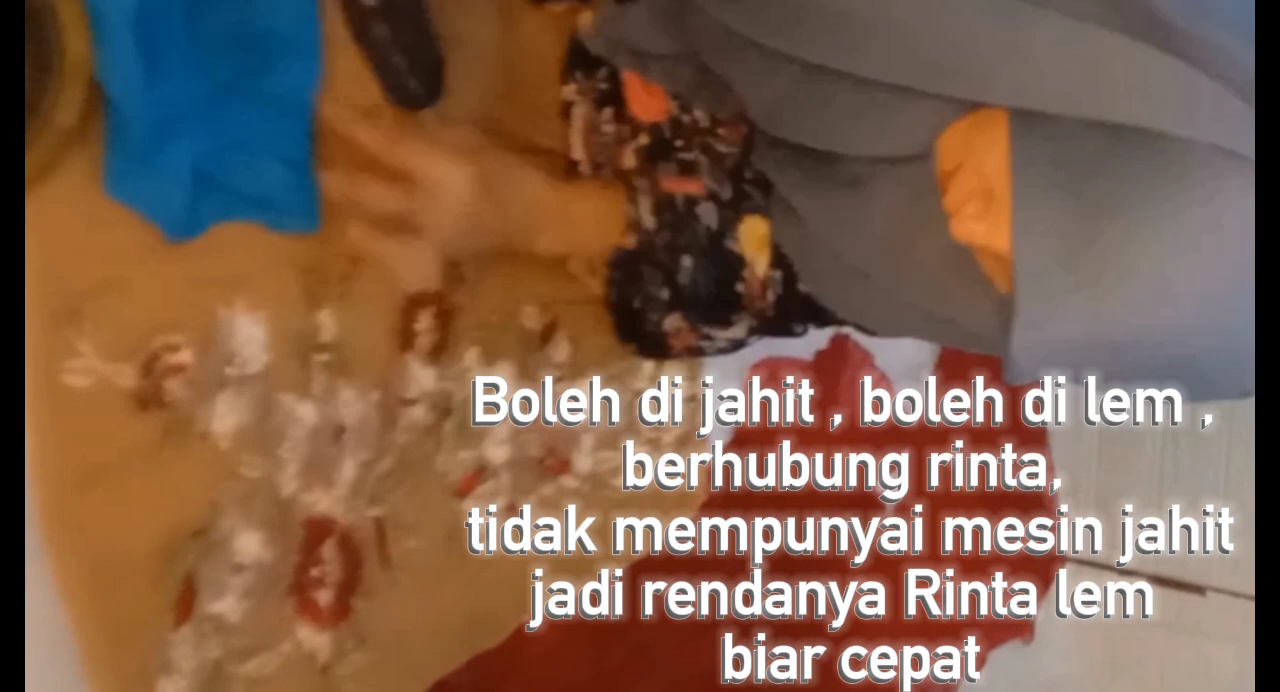 Boleh di jahit , boleh di lem ,
berhubung rinta,
tidak mempunyai mesin jahit
jadi rendanya Rinta lem
biar cepat